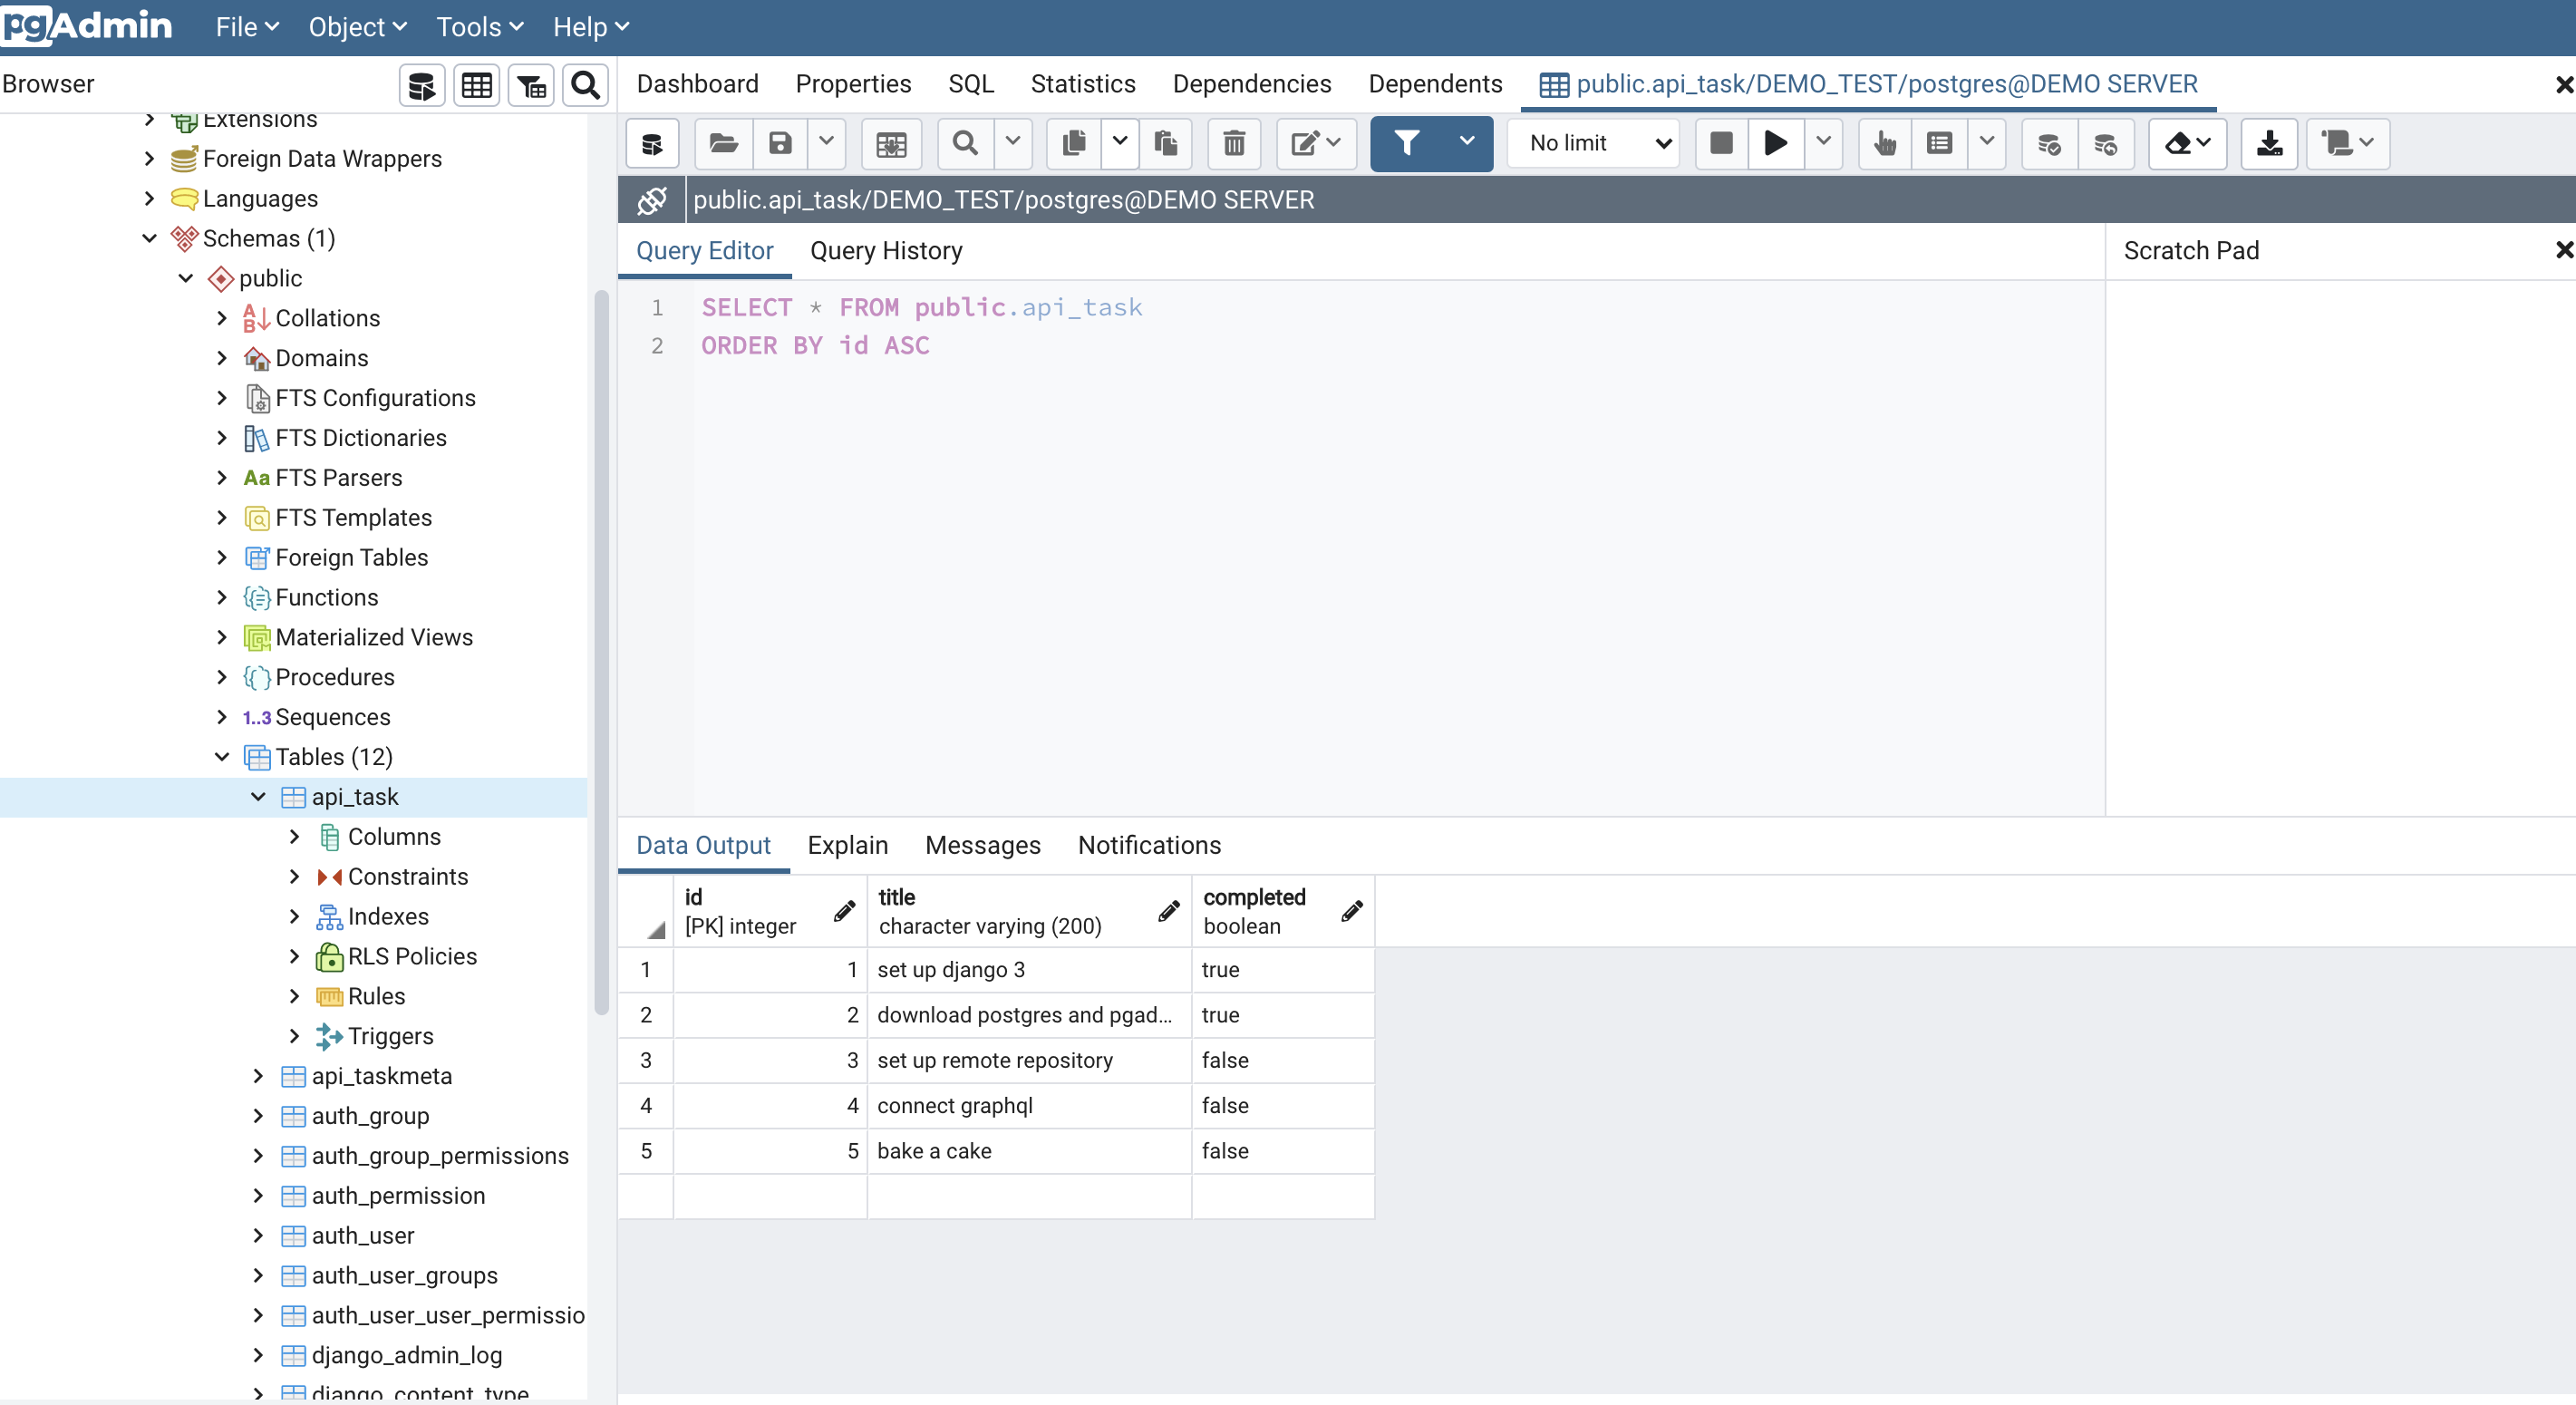 pgAdmin File Object Tools Help
Browser
Dashboard Properties SQL Statistics Dependencies Dependents public.api_task/DEMO_TEST/postgres@DEMO SERVER
Extensions
Foreign Data Wrappers
Languages
Schemas (1)
public
Collations
Domains
FTS Configurations
FTS Dictionaries
Aa FTS Parsers
FTS Templates
Foreign Tables
Functions
Materialized Views
Procedures
1..3 Sequences
Tables (12)
api_task
Columns
Constraints
Indexes
RLS Policies
Rules
Triggers
api_taskmeta
auth_group
auth_group_permissions
auth_permission
auth_user
auth_user_groups
auth_user_user_permissio
django_admin_log
django_content_type
No limit
public.api_task/DEMO_TEST/postgres@DEMO SERVER
Query Editor Query History
Scratch Pad
1 SELECT * FROM public.api_task
2 ORDER BY id ASC
Data Output Explain Messages Notifications
id title completed
[PK] integer character varying (200) boolean
1 1 set up django 3 true
2 2 download postgres and pgad... true
3 3 set up remote repository false
4 4 connect graphql false
5 5 bake a cake false